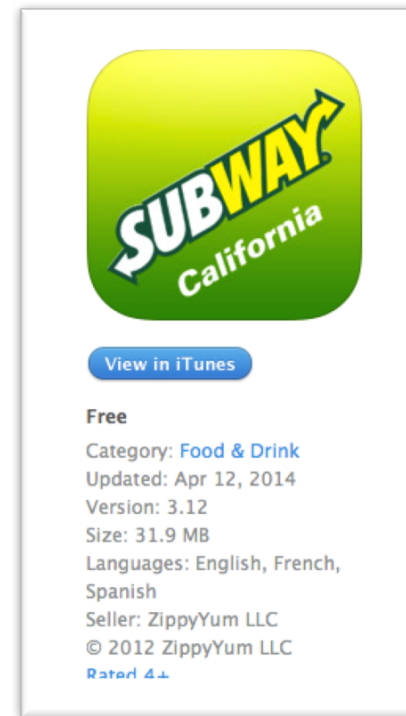 SUBWAY
California
View in iTunes
Free
Category: Food & Drink
Updated: Apr 12, 2014
Version: 3.12
Size: 31.9 MB
Languages: English, French,
Spanish
Seller: ZippyYum LLC
© 2012 ZippyYum LLC
Rated 4+